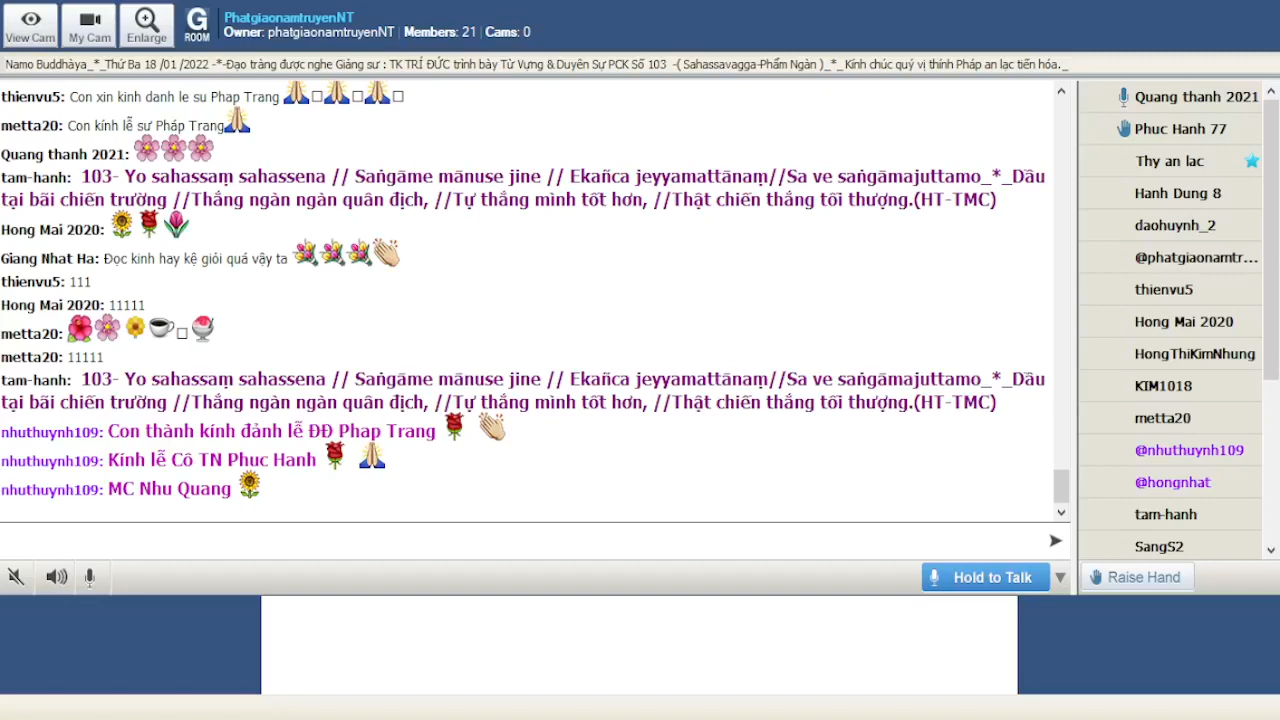 View Cam
My Cam
Enlarge
G
ROOM
PhatgiaonamtruyenNT
Owner: phatgiaonamtruyenNT | Members: 21 | Cams: 0
Namo Buddhàya_*_Thứ Ba 18 /01 /2022 -*-Đạo tràng được nghe Giảng sư : TK TRÍ ĐỨC trình bày Từ Vựng & Duyên Sự PCK Số 103 -( Sahassavagga-Phẩm Ngàn )_*_Kính chúc quý vị thính Pháp an lạc tiến hóa._
thienvu5: Con xin kinh danh le su Phap Trang
metta20: Con kính lễ sư Pháp Trang
Quang thanh 2021:
tam-hanh: 103- Yo sahassaṃ sahassena // Saṅgāme mānuse jine // Ekañca jeyyamattānaṃ//Sa ve saṅgāmajuttamo_*_Dầu
tại bãi chiến trường //Thắng ngàn ngàn quân địch, //Tự thắng mình tốt hơn, //Thật chiến thắng tối thượng.(HT-TMC)
Hong Mai 2020:
Giang Nhat Ha: Đọc kinh hay kệ giỏi quá vậy ta
thienvu5: 111
Hong Mai 2020: 11111
metta20:
metta20: 11111
tam-hanh: 103- Yo sahassaṃ sahassena // Saṅgāme mānuse jine // Ekañca jeyyamattānaṃ//Sa ve saṅgāmajuttamo_*_Dầu
tại bãi chiến trường //Thắng ngàn ngàn quân địch, //Tự thắng mình tốt hơn, //Thật chiến thắng tối thượng.(HT-TMC)
nhuthuynh109: Con thành kính đảnh lễ ĐĐ Phap Trang
nhuthuynh109: Kính lễ Cô TN Phuc Hanh
nhuthuynh109: MC Nhu Quang
Hold to Talk
Quang thanh 2021
Phuc Hanh 77
Thy an lac
Hanh Dung 8
daohuynh_2
@phatgiaonamtr...
thienvu5
Hong Mai 2020
HongThiKimNhung
KIM1018
metta20
@nhuthuynh109
@hongnhat
tam-hanh
SangS2
Raise Hand